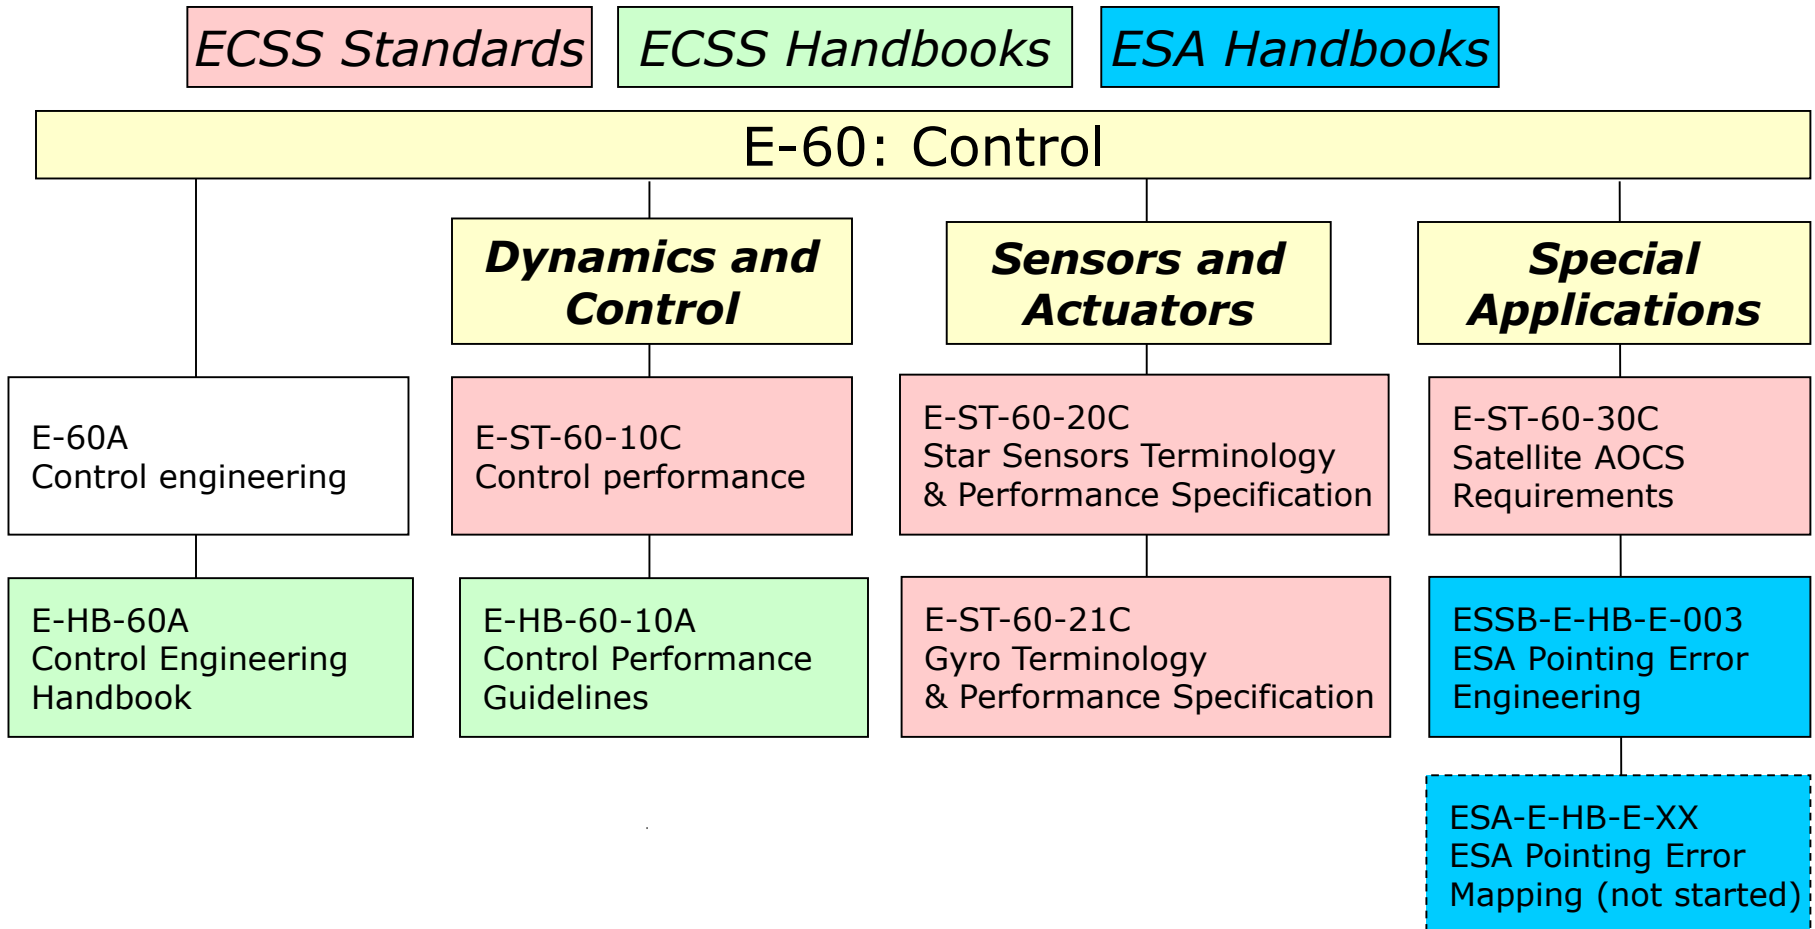 ECSS Standards
ECSS Handbooks
ESA Handbooks
E-60: Control
Dynamics and
Control
Sensors and
Actuators
Special
Applications
E-60A
Control engineering
E-ST-60-10C
Control performance
E-ST-60-20C
Star Sensors Terminology
& Performance Specification
E-ST-60-30C
Satellite AOCS
Requirements
E-HB-60A
Control Engineering
Handbook
E-HB-60-10A
Control Performance
Guidelines
E-ST-60-21C
Gyro Terminology
& Performance Specification
ESSB-E-HB-E-003
ESA Pointing Error
Engineering
ESA-E-HB-E-XX
ESA Pointing Error
Mapping (not started)